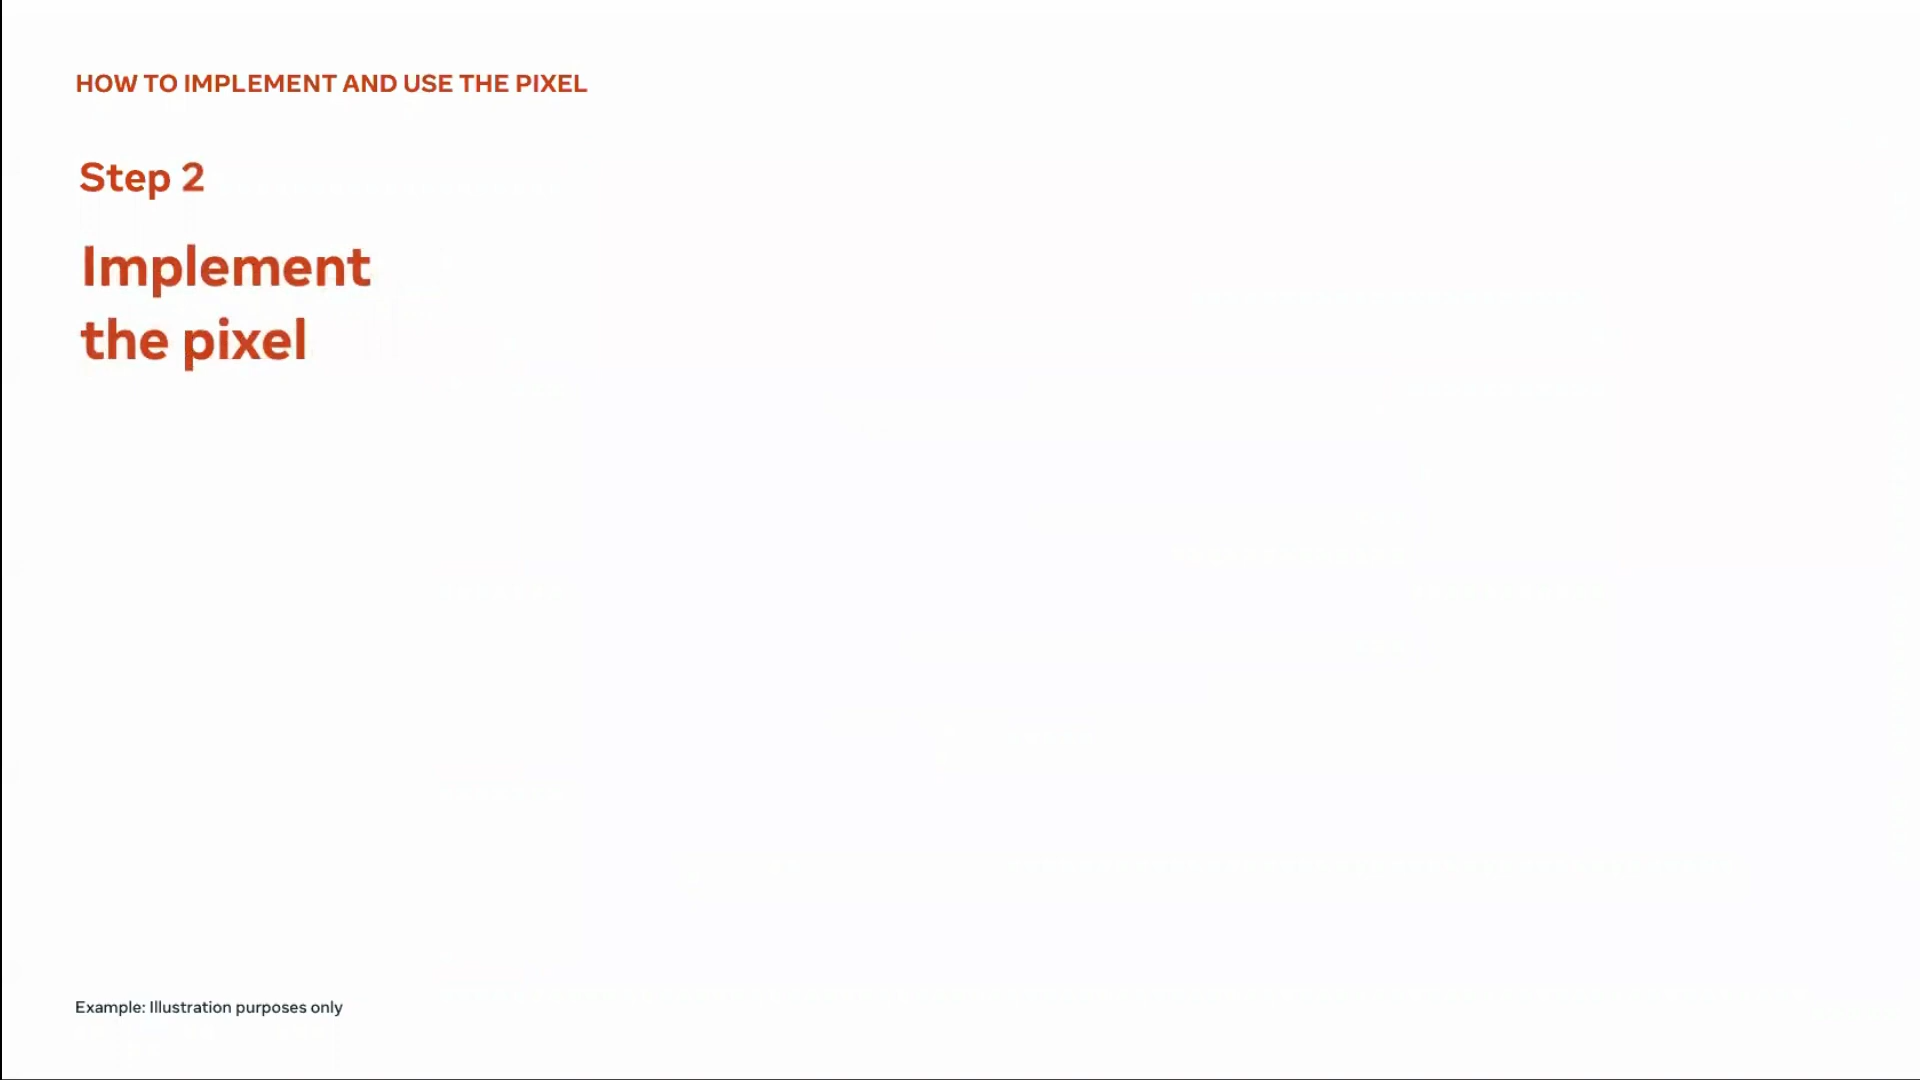 HOW TO IMPLEMENT AND USE THE PIXEL
Step 2
Implement
the pixel
Example: Illustration purposes only